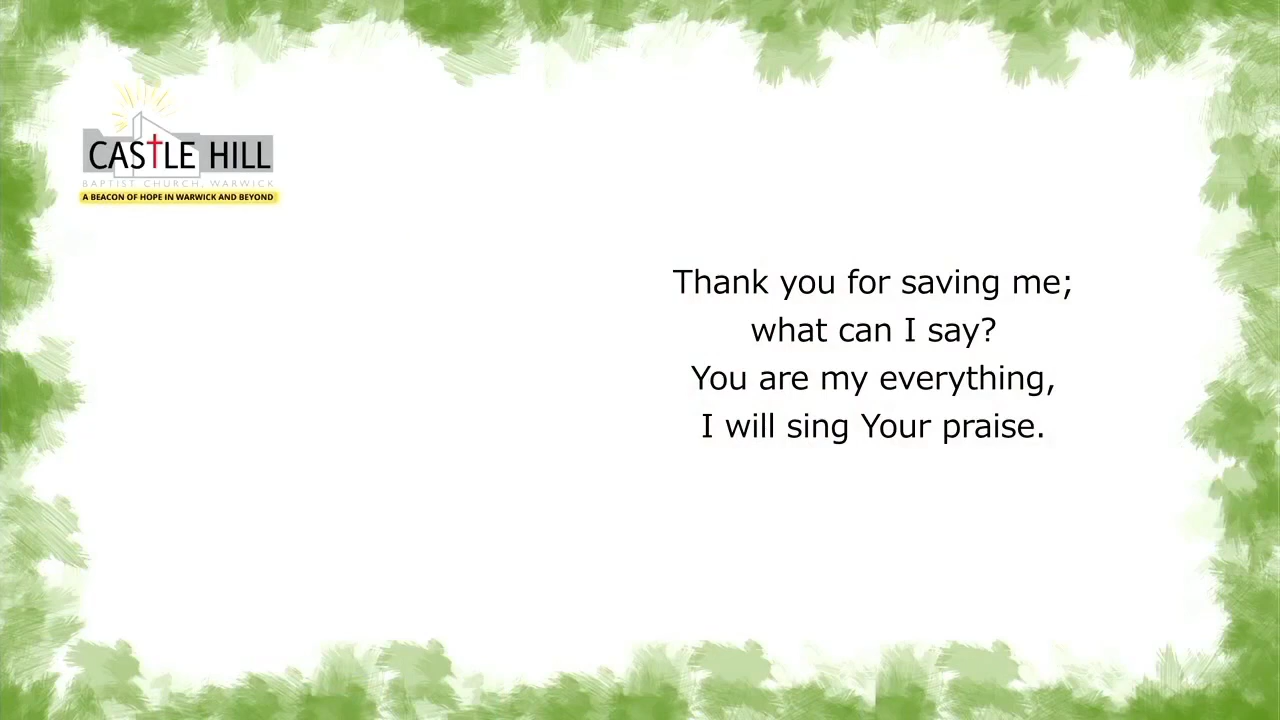 CASTLE HILL
BAPTIST CHURCH, WARWICK
A BEACON OF HOPE IN WARWICK AND BEYOND
Thank you for saving me;
what can I say?
You are my everything,
I will sing Your praise.